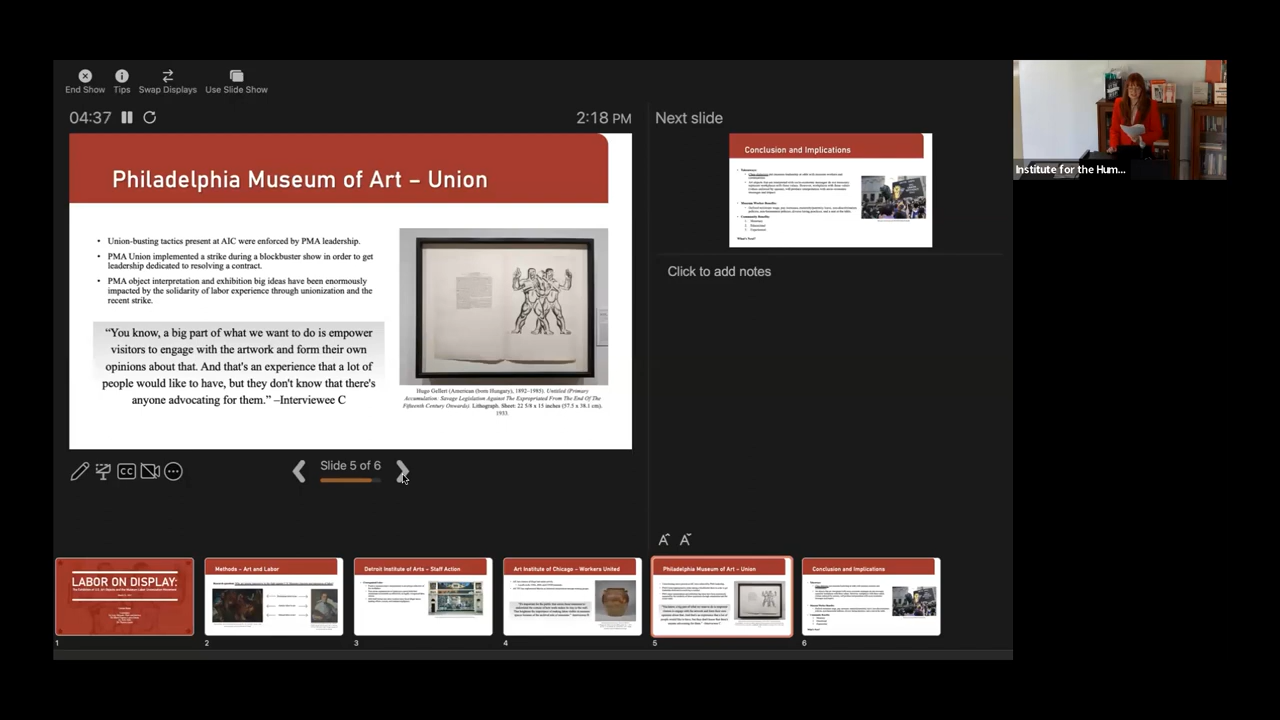 End Show
Tips
Swap Displays
Use Slide Show
04:37
2:18 PM
Philadelphia Museum of Art – Union
• Union-busting tactics present at AIC were enforced by PMA leadership.
• PMA Union implemented a strike during a blockbuster show in order to get
leadership dedicated to resolving a contract.
• PMA object interpretation and exhibition big ideas have been enormously
impacted by the solidarity of labor experience through unionization and the
recent strike.
“You know, a big part of what we want to do is empower
visitors to engage with the artwork and form their own
opinions about that. And that's an experience that a lot of
people would like to have, but they don't know that there's
anyone advocating for them.” –Interviewee C
Hugo Gellert (American (born Hungary), 1892–1985). Untitled (Primary
Accumulation: Savage Legislation Against The Expropriated From The End Of The
Fifteenth Century Onwards). Lithograph. Sheet: 22 5/8 x 15 inches (57.5 x 38.1 cm).
1933.
CC
Slide 5 of 6
Next slide
Conclusion and Implications
What's Next?
Click to add notes
Institute for the Hum...
LABOR ON DISPLAY:
1
Methods – Art and Labor
2
Detroit Institute of Arts – Staff Action
3
Art Institute of Chicago – Workers United
4
Philadelphia Museum of Art – Union
5
Conclusion and Implications
6